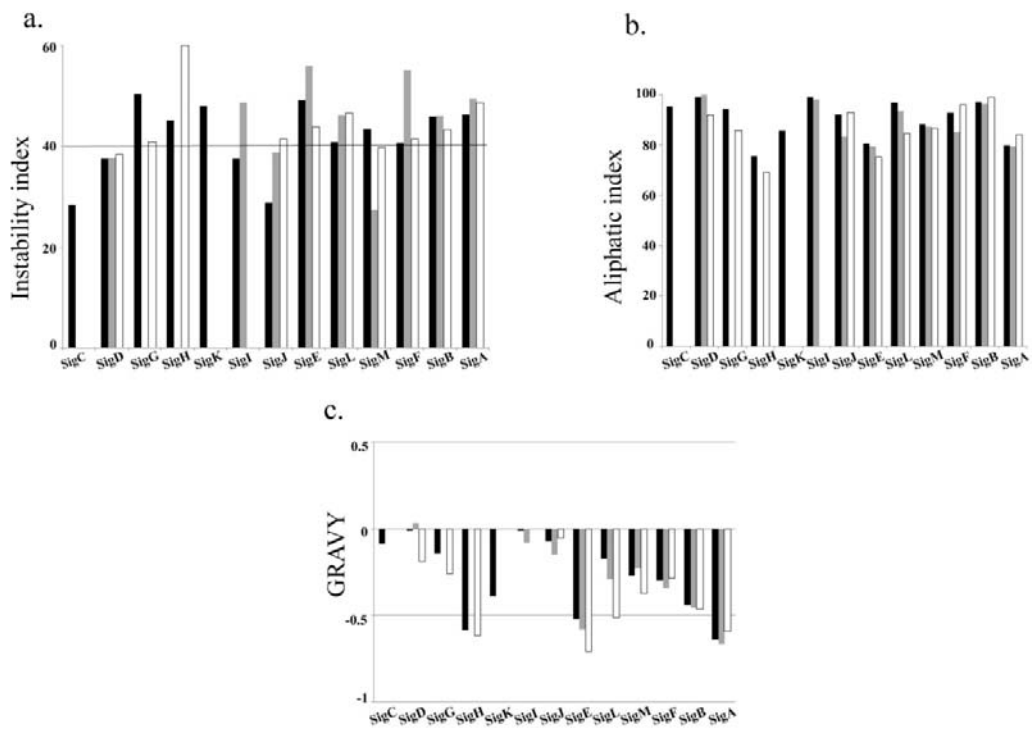 a.
Instability index
60
40
20
0
SigC SigD SigG SigH SigK SigI SigJ SigE SigL SigM SigF SigB SigA
b.
Aliphatic index
100
80
60
40
20
0
SigC SigD SigG SigH SigK SigI SigJ SigE SigL SigM SigF SigB SigA
c.
GRAVY
0.5
0
-0.5
-1
SigC SigD SigG SigH SigK SigI SigJ SigE SigL SigM SigF SigB SigA